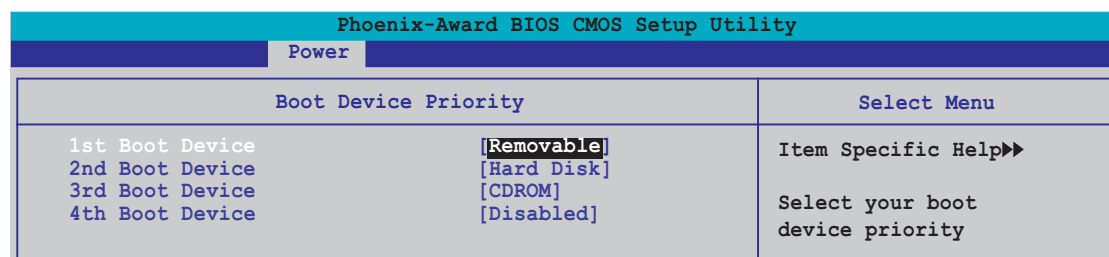 Phoenix-Award BIOS CMOS Setup Utility
Power
Boot Device Priority
Select Menu
1st Boot Device [Removable]
2nd Boot Device [Hard Disk]
3rd Boot Device [CDROM]
4th Boot Device [Disabled]
Item Specific Help▶▶
Select your boot
device priority